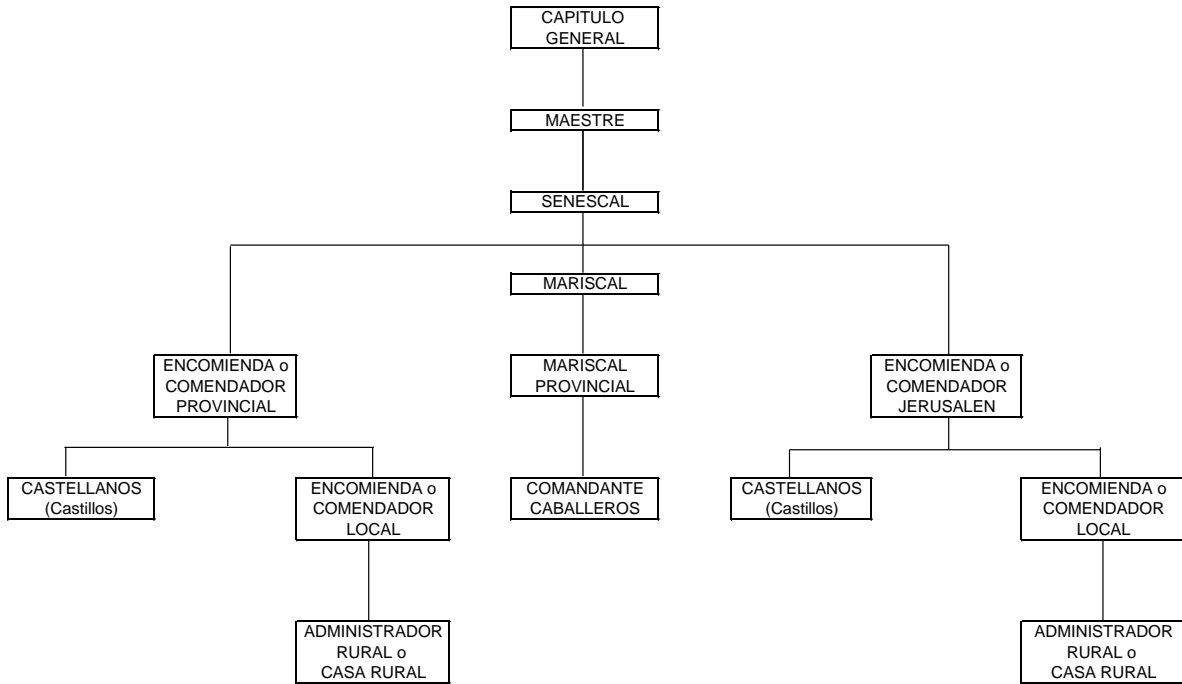 CAPITULO
GENERAL
MAESTRE
SENESCAL
MARISCAL
ENCOMIENDA o
COMENDADOR
PROVINCIAL
MARISCAL
PROVINCIAL
ENCOMIENDA o
COMENDADOR
JERUSALEN
CASTELLANOS
(Castillos)
ENCOMIENDA o
COMENDADOR
LOCAL
COMANDANTE
CABALLEROS
CASTELLANOS
(Castillos)
ENCOMIENDA o
COMENDADOR
LOCAL
ADMINISTRADOR
RURAL o
CASA RURAL
ADMINISTRADOR
RURAL o
CASA RURAL